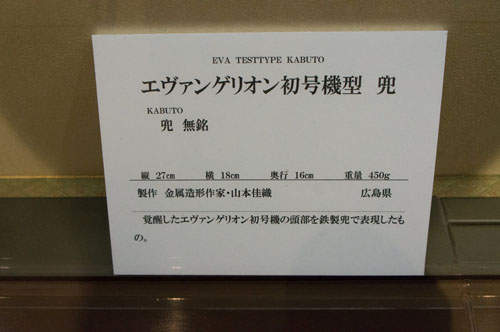 EVA TESTTYPE KABUTO
エヴァンゲリオン初号機型 兜
KABUTO
兜 無銘
縦 27㎝ 横 18㎝ 奥行 16㎝ 重量 450g
製作 金属造形作家・山本佳織 広島県
覚醒したエヴァンゲリオン初号機の頭部を鉄製兜で表現したも
の。